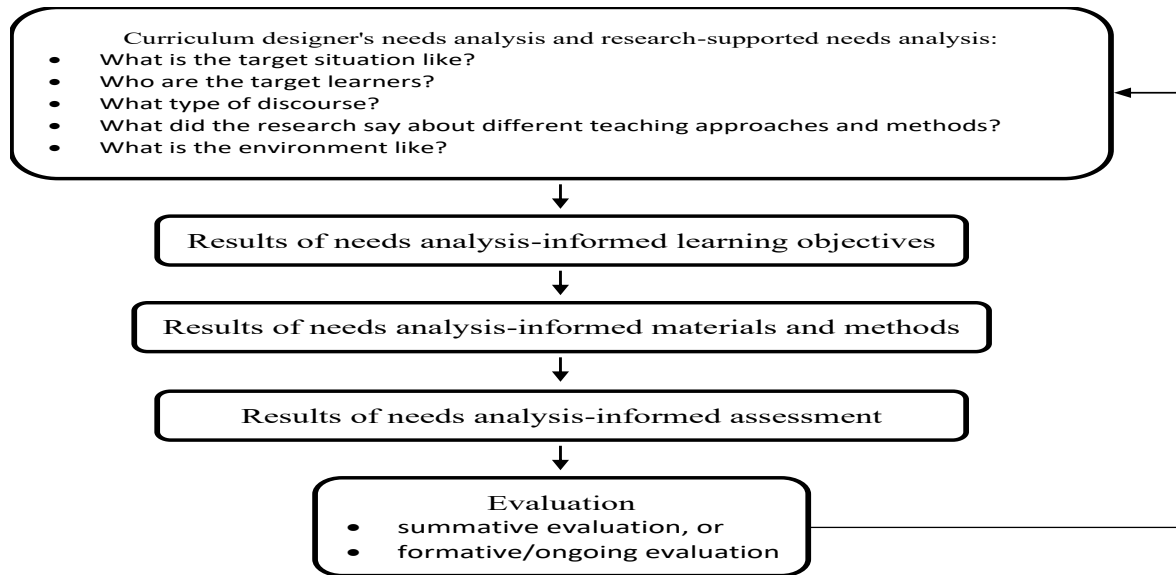 Curriculum designer's needs analysis and research-supported needs analysis:
• What is the target situation like?
• Who are the target learners?
• What type of discourse?
• What did the research say about different teaching approaches and methods?
• What is the environment like?
Results of needs analysis-informed learning objectives
Results of needs analysis-informed materials and methods
Results of needs analysis-informed assessment
Evaluation
• summative evaluation, or
• formative/ongoing evaluation